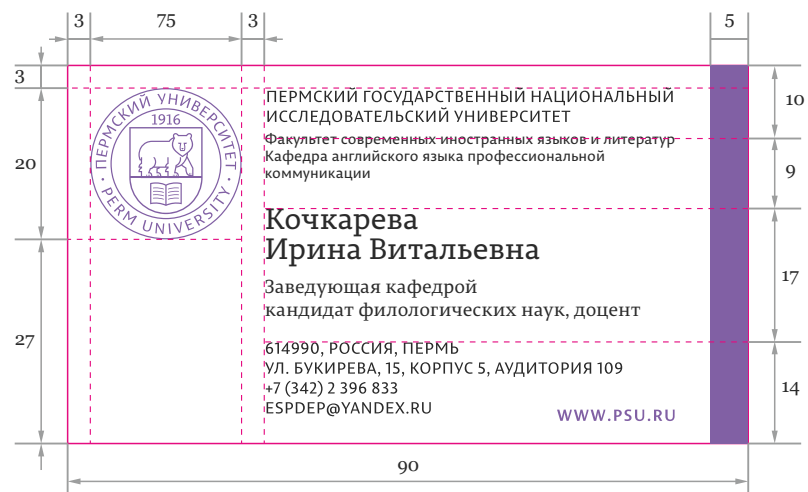 3
75
3
5
3
20
27
ПЕРМСКИЙ УНИВЕРСИТЕТ
1916
• PERM UNIVERSITY •
ПЕРМСКИЙ ГОСУДАРСТВЕННЫЙ НАЦИОНАЛЬНЫЙ
ИССЛЕДОВАТЕЛЬСКИЙ УНИВЕРСИТЕТ
Факультет современных иностранных языков и литератур
Кафедра английского языка профессиональной
коммуникации
Кочкарева
Ирина Витальевна
Заведующая кафедрой
кандидат филологических наук, доцент
614990, РОССИЯ, ПЕРМЬ
УЛ. БУКИРЕВА, 15, КОРПУС 5, АУДИТОРИЯ 109
+7 (342) 2 396 833
ESPDEP@YANDEX.RU
WWW.PSU.RU
10
9
17
14
90